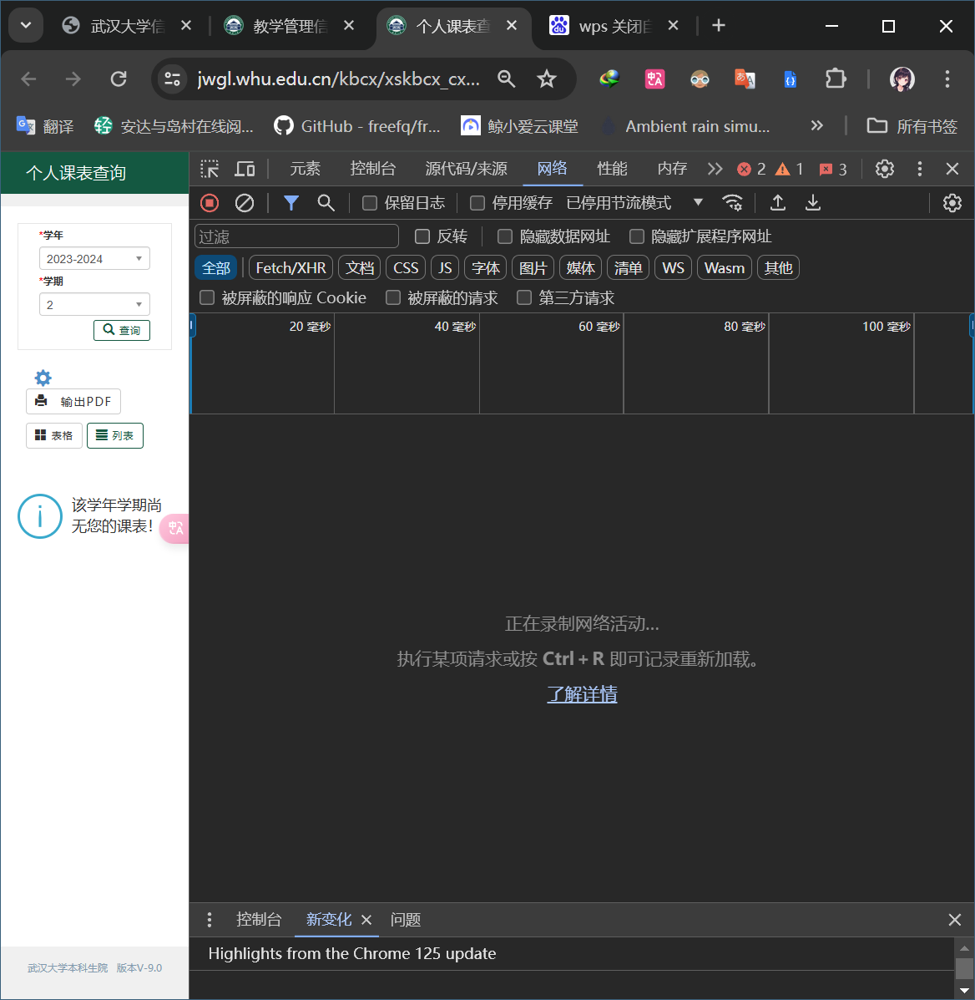 武汉大学信
教学管理信
个人课表查
wps 关闭自
jwgl.whu.edu.cn/kbcx/xskbcx_cx...
翻译
安达与岛村在线阅...
GitHub - freefq/fr...
鲸小爱云课堂
Ambient rain simu...
所有书签
个人课表查询
*学年
2023-2024
*学期
2
查询
输出PDF
表格
列表
该学年学期尚
无您的课表！
武汉大学本科生院 版本V-9.0
元素 控制台 源代码/来源 网络 性能 内存 2 1 3
保留日志 停用缓存 已停用节流模式
过滤 反转 隐藏数据网址 隐藏扩展程序网址
全部 Fetch/XHR 文档 CSS JS 字体 图片 媒体 清单 WS Wasm 其他
被屏蔽的响应 Cookie 被屏蔽的请求 第三方请求
20 毫秒 40 毫秒 60 毫秒 80 毫秒 100 毫秒
正在录制网络活动...
执行某项请求或按 Ctrl + R 即可记录重新加载。
了解详情
控制台 新变化 问题
Highlights from the Chrome 125 update